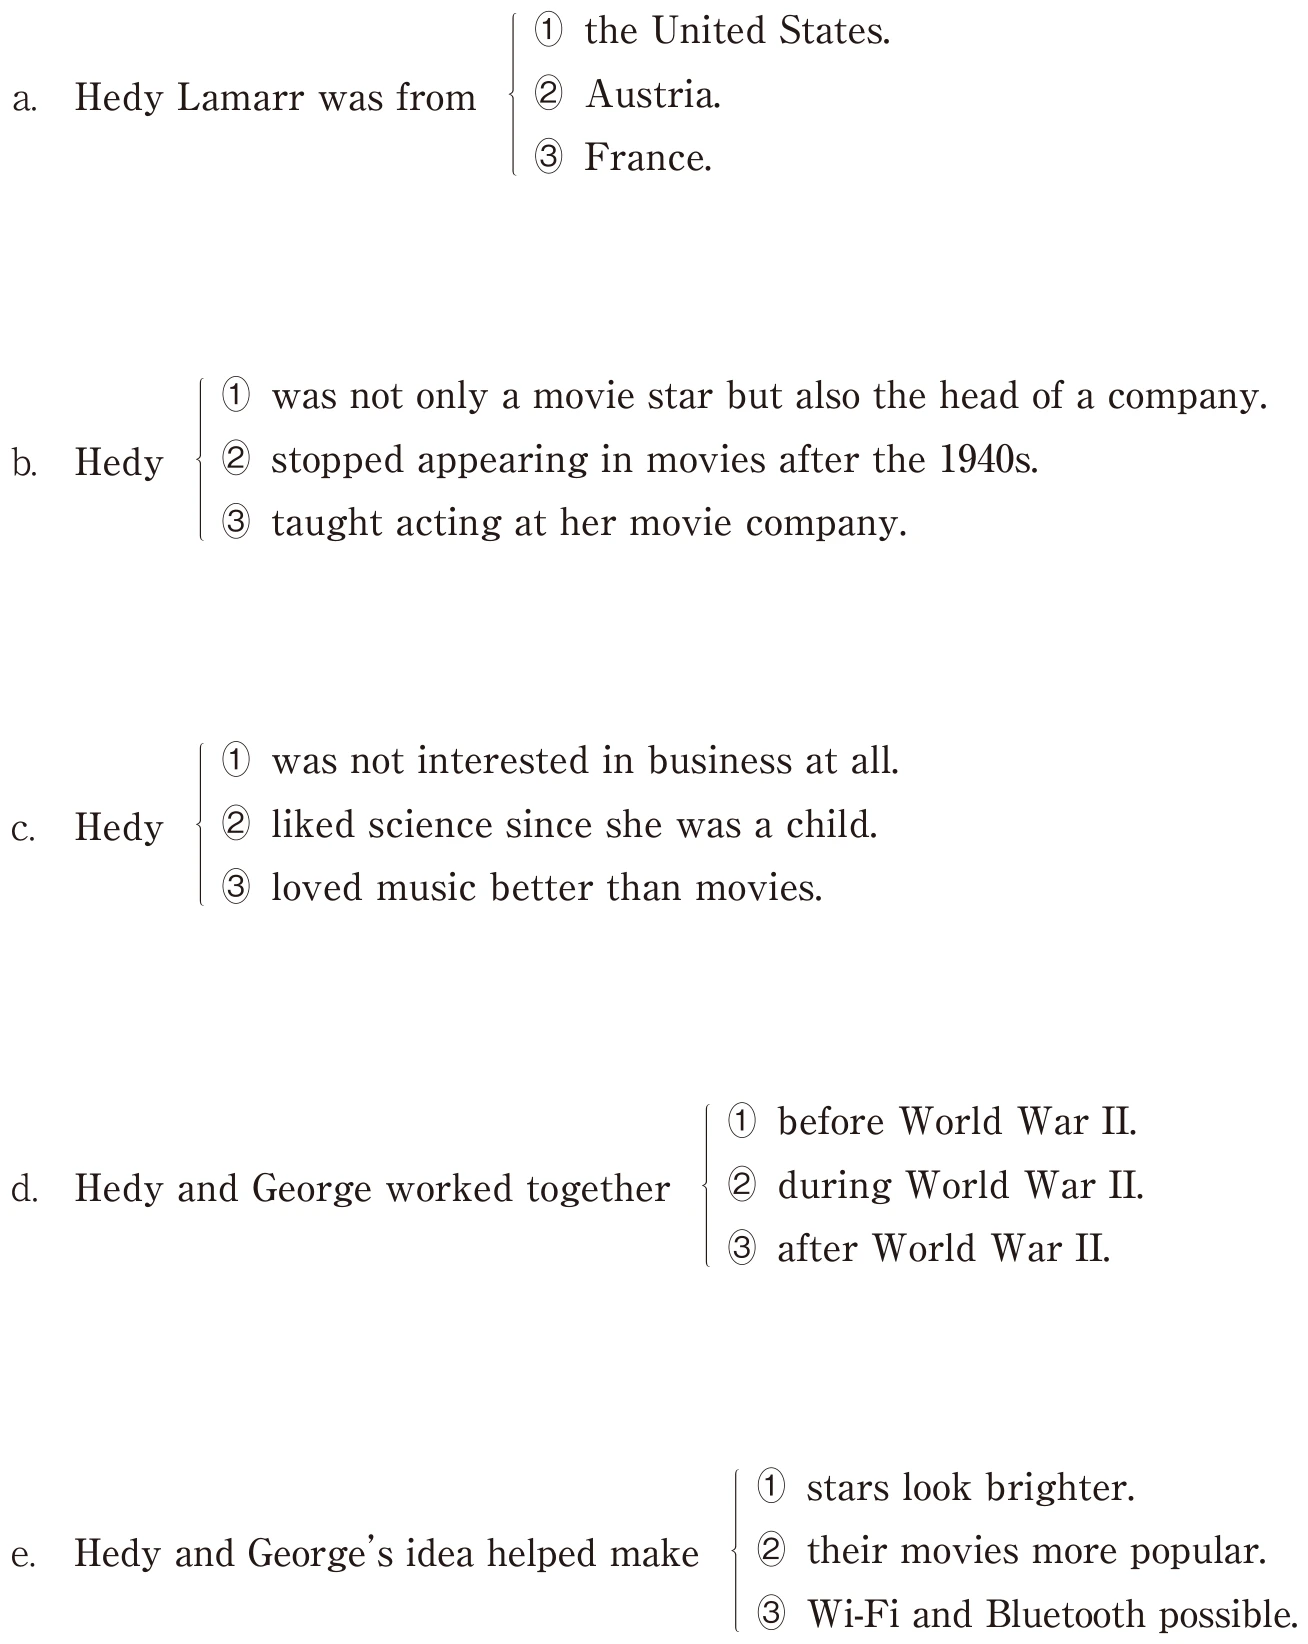 a. Hedy Lamarr was from
① the United States.
② Austria.
③ France.
b. Hedy
① was not only a movie star but also the head of a company.
② stopped appearing in movies after the 1940s.
③ taught acting at her movie company.
c. Hedy
① was not interested in business at all.
② liked science since she was a child.
③ loved music better than movies.
d. Hedy and George worked together
① before World War II.
② during World War II.
③ after World War II.
e. Hedy and George’s idea helped make
① stars look brighter.
② their movies more popular.
③ Wi-Fi and Bluetooth possible.